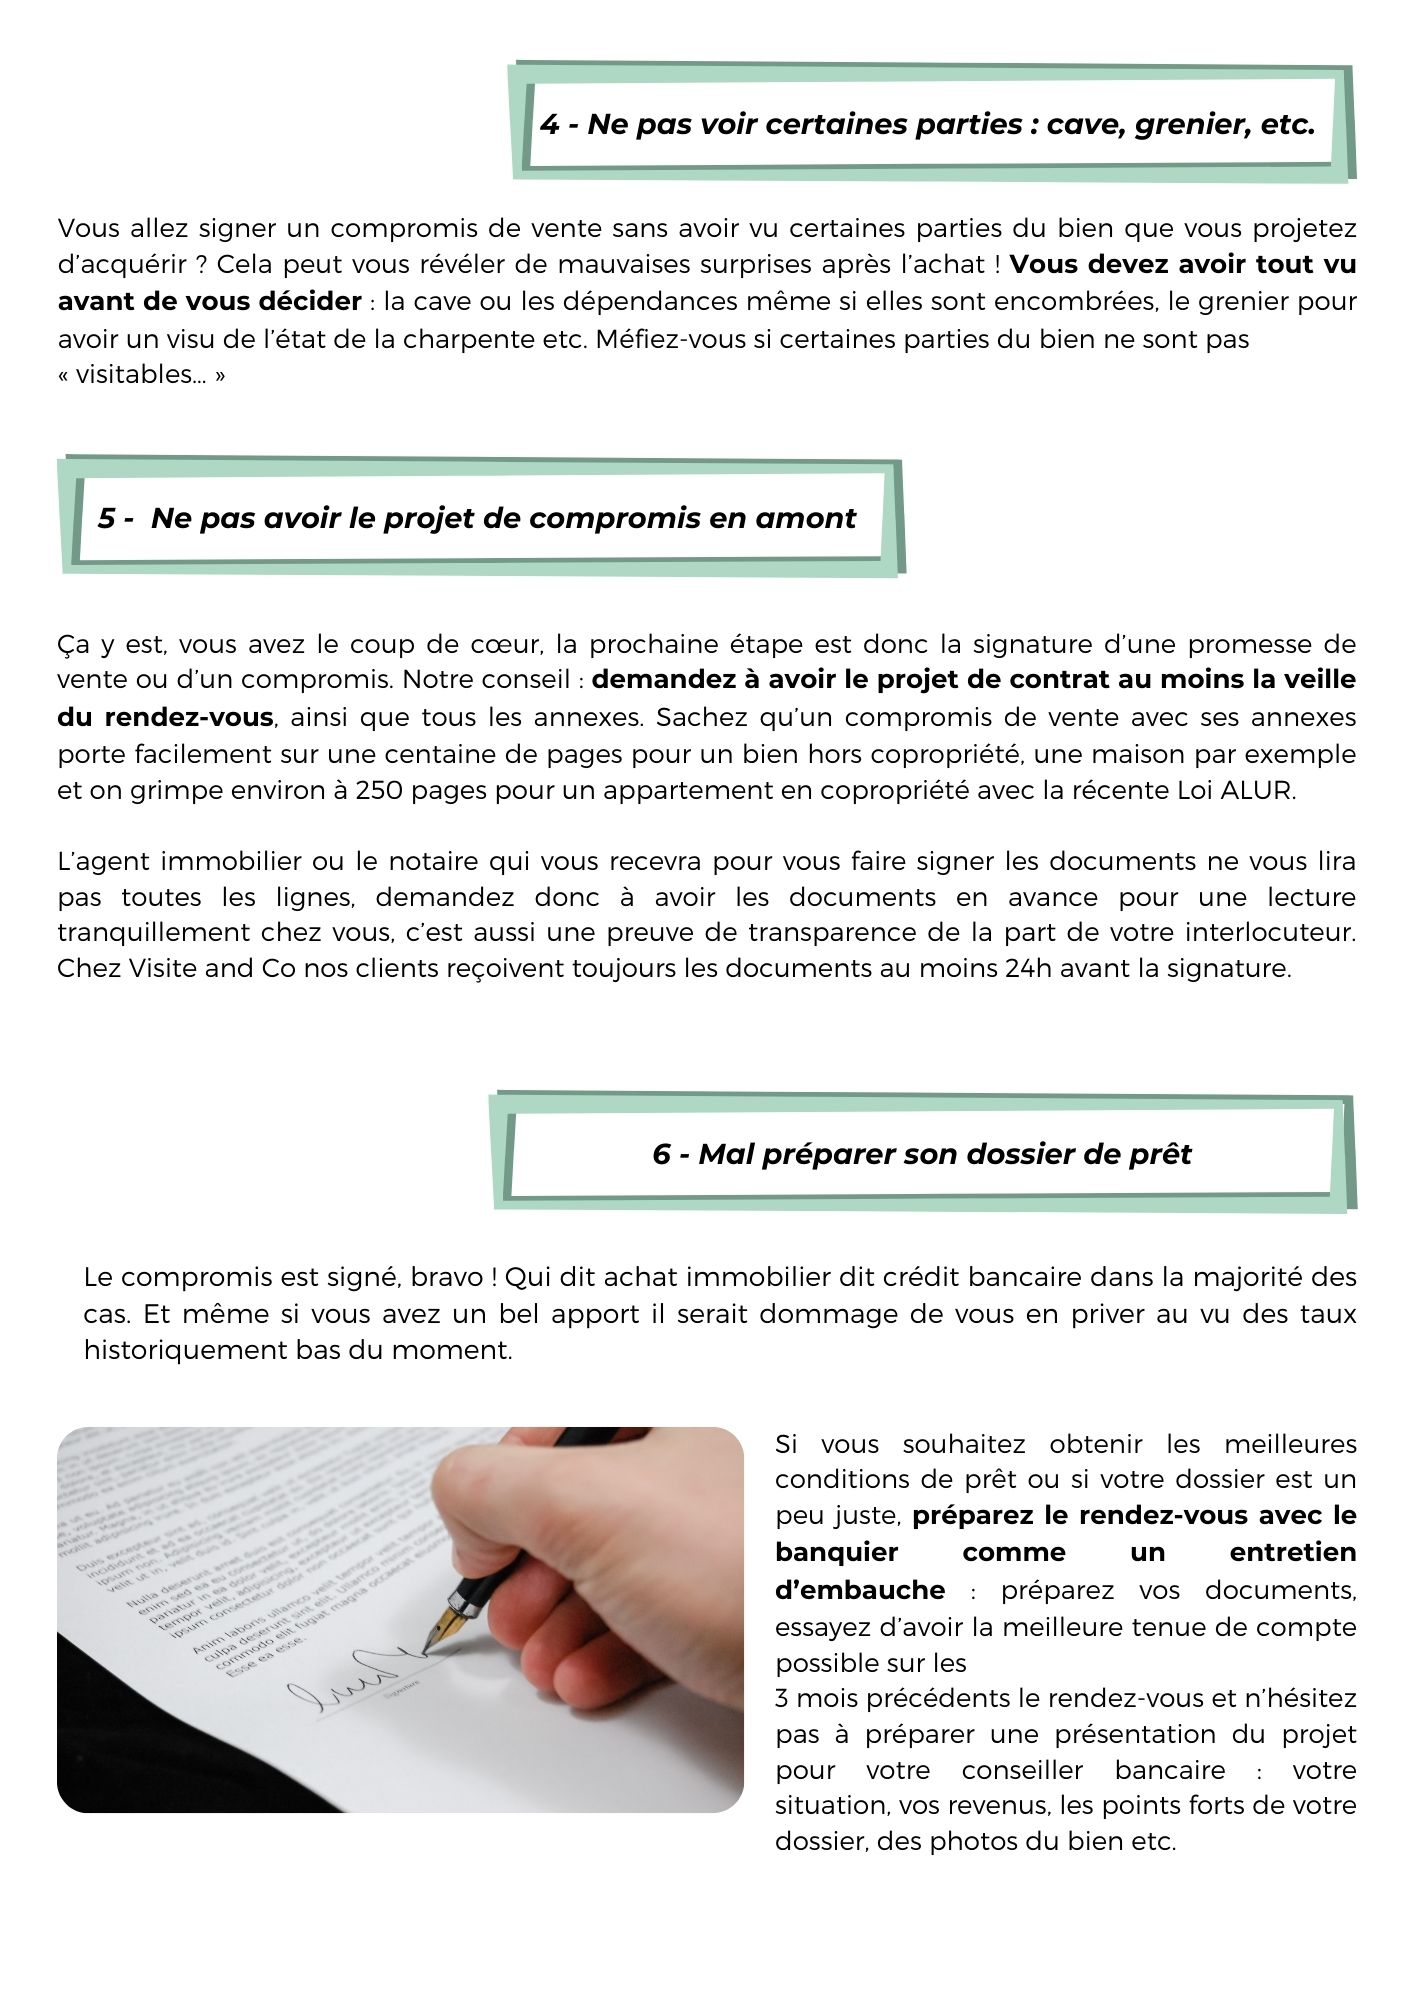 4 - Ne pas voir certaines parties : cave, grenier, etc.
Vous allez signer un compromis de vente sans avoir vu certaines parties du bien que vous projetez
d’acquérir ? Cela peut vous révéler de mauvaises surprises après l’achat ! Vous devez avoir tout vu
avant de vous décider : la cave ou les dépendances même si elles sont encombrées, le grenier pour
avoir un visu de l’état de la charpente etc. Méfiez-vous si certaines parties du bien ne sont pas
« visitables... »
5 -  Ne pas avoir le projet de compromis en amont
Ça y est, vous avez le coup de cœur, la prochaine étape est donc la signature d’une promesse de
vente ou d’un compromis. Notre conseil : demandez à avoir le projet de contrat au moins la veille
du rendez-vous, ainsi que tous les annexes. Sachez qu’un compromis de vente avec ses annexes
porte facilement sur une centaine de pages pour un bien hors copropriété, une maison par exemple
et on grimpe environ à 250 pages pour un appartement en copropriété avec la récente Loi ALUR.
L’agent immobilier ou le notaire qui vous recevra pour vous faire signer les documents ne vous lira
pas toutes les lignes, demandez donc à avoir les documents en avance pour une lecture
tranquillement chez vous, c’est aussi une preuve de transparence de la part de votre interlocuteur.
Chez Visite and Co nos clients reçoivent toujours les documents au moins 24h avant la signature.
6 - Mal préparer son dossier de prêt
Le compromis est signé, bravo ! Qui dit achat immobilier dit crédit bancaire dans la majorité des
cas. Et même si vous avez un bel apport il serait dommage de vous en priver au vu des taux
historiquement bas du moment.
Si vous souhaitez obtenir les meilleures
conditions de prêt ou si votre dossier est un
peu juste, préparez le rendez-vous avec le
banquier comme un entretien
d’embauche : préparez vos documents,
essayez d’avoir la meilleure tenue de compte
possible sur les
3 mois précédents le rendez-vous et n’hésitez
pas à préparer une présentation du projet
pour votre conseiller bancaire : votre
situation, vos revenus, les points forts de votre
dossier, des photos du bien etc.
Anim laboris ullamco velit
culpa deserunt sint elit.
commodo elit fugiat magna occaecat
Esse ea esse.
Signature